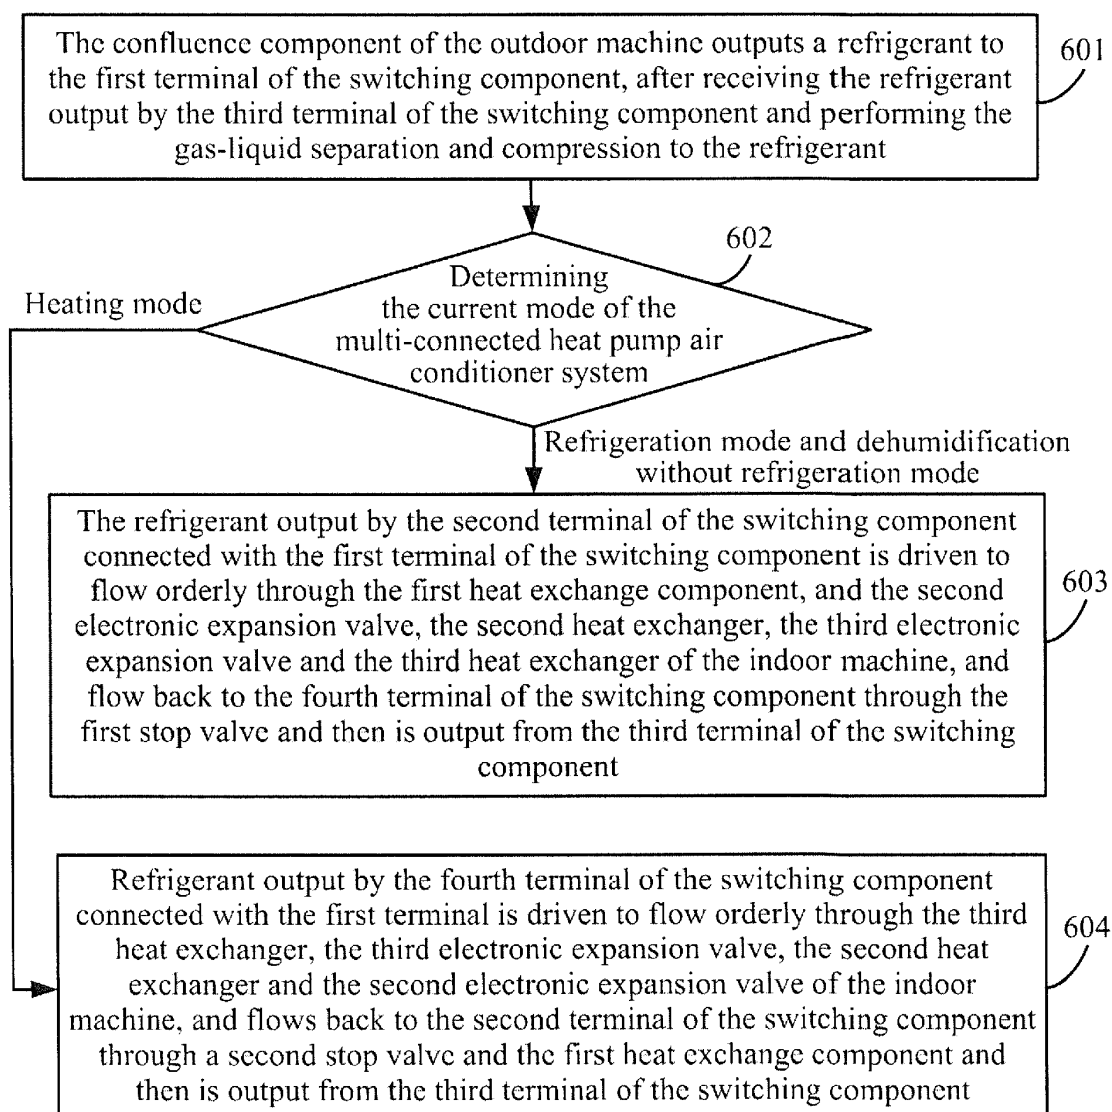 The confluence component of the outdoor machine outputs a refrigerant to
the first terminal of the switching component, after receiving the refrigerant
output by the third terminal of the switching component and performing the
gas-liquid separation and compression to the refrigerant
601
602
Determining
the current mode of the
multi-connected heat pump air
conditioner system
Heating mode
Refrigeration mode and dehumidification
without refrigeration mode
The refrigerant output by the second terminal of the switching component
connected with the first terminal of the switching component is driven to
flow orderly through the first heat exchange component, and the second
electronic expansion valve, the second heat exchanger, the third electronic
expansion valve and the third heat exchanger of the indoor machine, and
flow back to the fourth terminal of the switching component through the
first stop valve and then is output from the third terminal of the switching
component
603
Refrigerant output by the fourth terminal of the switching component
connected with the first terminal is driven to flow orderly through the third
heat exchanger, the third electronic expansion valve, the second heat
exchanger and the second electronic expansion valve of the indoor
machine, and flows back to the second terminal of the switching component
through a second stop valve and the first heat exchange component and
then is output from the third terminal of the switching component
604